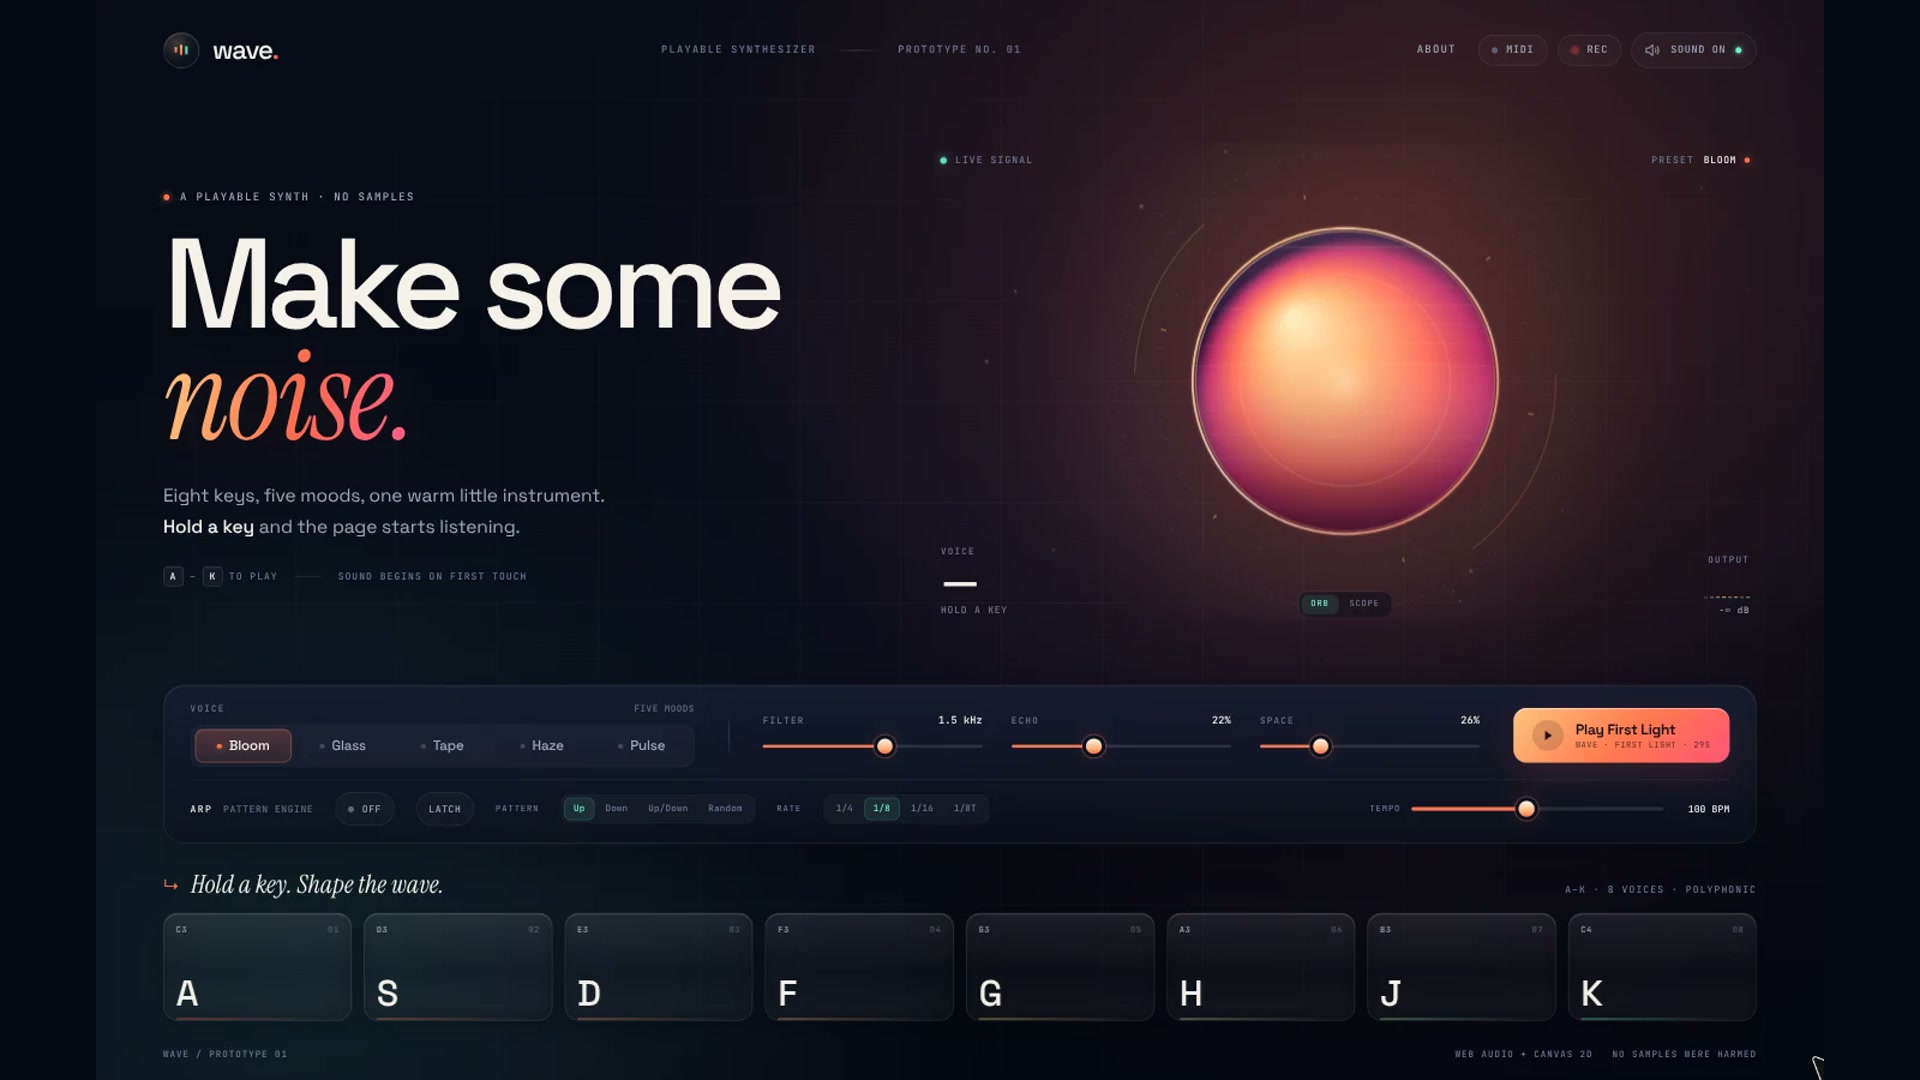 wave.
PLAYABLE SYNTHESIZER
PROTOTYPE NO. 01
ABOUT
MIDI
REC
SOUND ON
LIVE SIGNAL
PRESET BLOOM
A PLAYABLE SYNTH · NO SAMPLES
Make some
noise.
Eight keys, five moods, one warm little instrument.
Hold a key and the page starts listening.
A - K TO PLAY
SOUND BEGINS ON FIRST TOUCH
VOICE
HOLD A KEY
ORB
SCOPE
OUTPUT
-∞ dB
VOICE
FIVE MOODS
Bloom
Glass
Tape
Haze
Pulse
FILTER
1.5 kHz
ECHO
22%
SPACE
26%
Play First Light
WAVE · FIRST LIGHT · 29S
ARP PATTERN ENGINE
OFF
LATCH
PATTERN
Up
Down
Up/Down
Random
RATE
1/4
1/8
1/16
1/8T
TEMPO
100 BPM
↳ Hold a key. Shape the wave.
A-K · 8 VOICES · POLYPHONIC
C3 01
A
D3 02
S
E3 03
D
F3 04
F
G3 05
G
A3 06
H
B3 07
J
C4 08
K
WAVE / PROTOTYPE 01
WEB AUDIO + CANVAS 2D
NO SAMPLES WERE HARMED